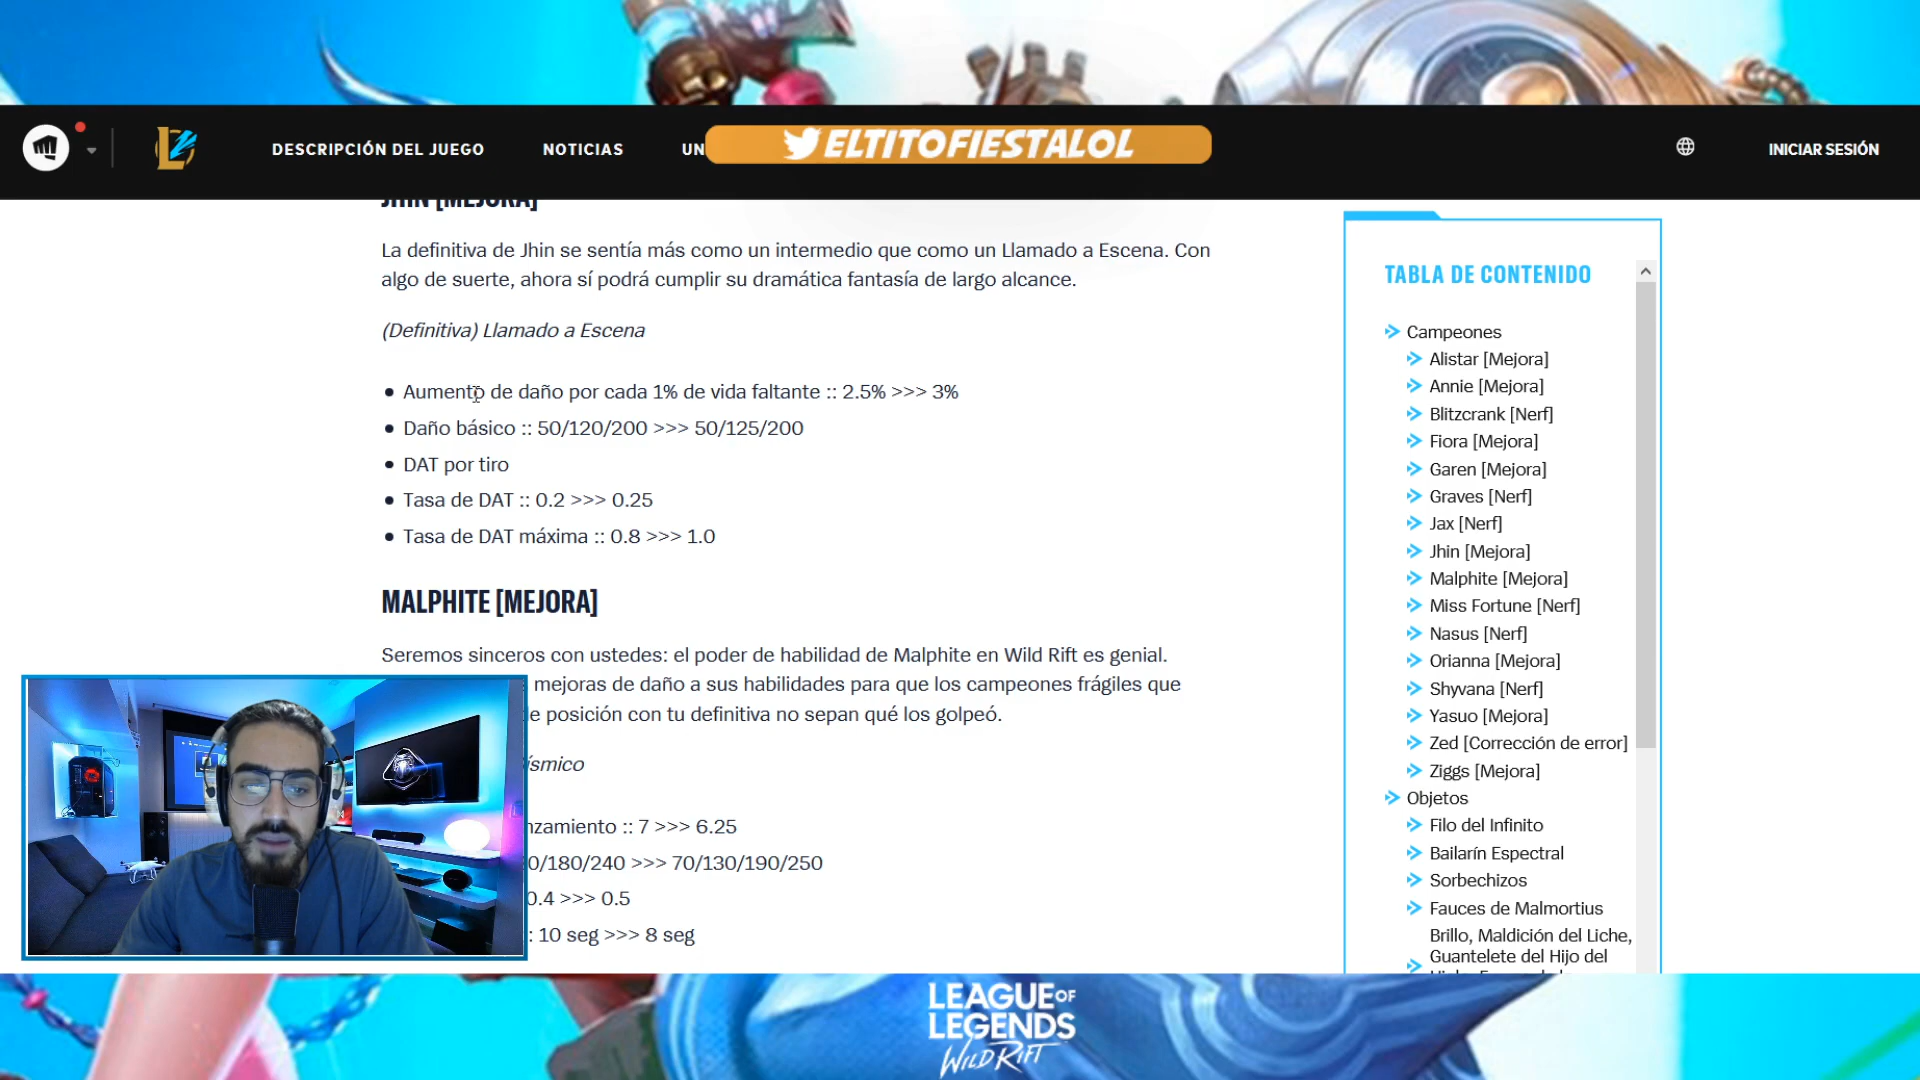 DESCRIPCIÓN DEL JUEGO
NOTICIAS
UN
ELTITOFIESTALOL
INICIAR SESIÓN
JHIN [MEJORA]
La definitiva de Jhin se sentía más como un intermedio que como un Llamado a Escena. Con
algo de suerte, ahora sí podrá cumplir su dramática fantasía de largo alcance.
(Definitiva) Llamado a Escena
Aumento de daño por cada 1% de vida faltante :: 2.5% >>> 3%
Daño básico :: 50/120/200 >>> 50/125/200
DAT por tiro
Tasa de DAT :: 0.2 >>> 0.25
Tasa de DAT máxima :: 0.8 >>> 1.0
MALPHITE [MEJORA]
Seremos sinceros con ustedes: el poder de habilidad de Malphite en Wild Rift es genial.
mejoras de daño a sus habilidades para que los campeones frágiles que
de posición con tu definitiva no sepan qué los golpeó.
ísmico
nzamiento :: 7 >>> 6.25
0/180/240 >>> 70/130/190/250
0.4 >>> 0.5
: 10 seg >>> 8 seg
TABLA DE CONTENIDO
Campeones
Alistar [Mejora]
Annie [Mejora]
Blitzcrank [Nerf]
Fiora [Mejora]
Garen [Mejora]
Graves [Nerf]
Jax [Nerf]
Jhin [Mejora]
Malphite [Mejora]
Miss Fortune [Nerf]
Nasus [Nerf]
Orianna [Mejora]
Shyvana [Nerf]
Yasuo [Mejora]
Zed [Corrección de error]
Ziggs [Mejora]
Objetos
Filo del Infinito
Bailarín Espectral
Sorbechizos
Fauces de Malmortius
Brillo, Maldición del Liche,
Guantelete del Hijo del
LEAGUE OF
LEGENDS
WILD RIFT